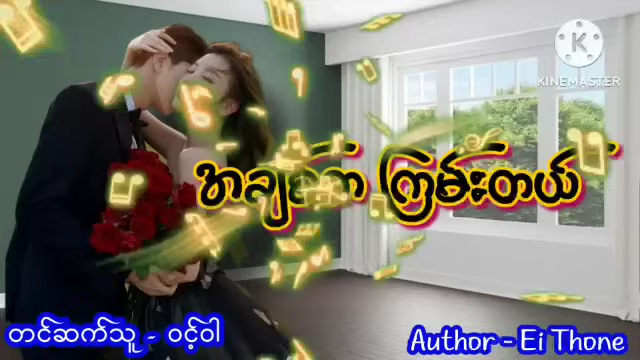 KINEMASTER
အချစ်က ကြမ်းတယ်
တင်ဆက်သူ - ဝင့်ဝါ
Author - Ei Thone